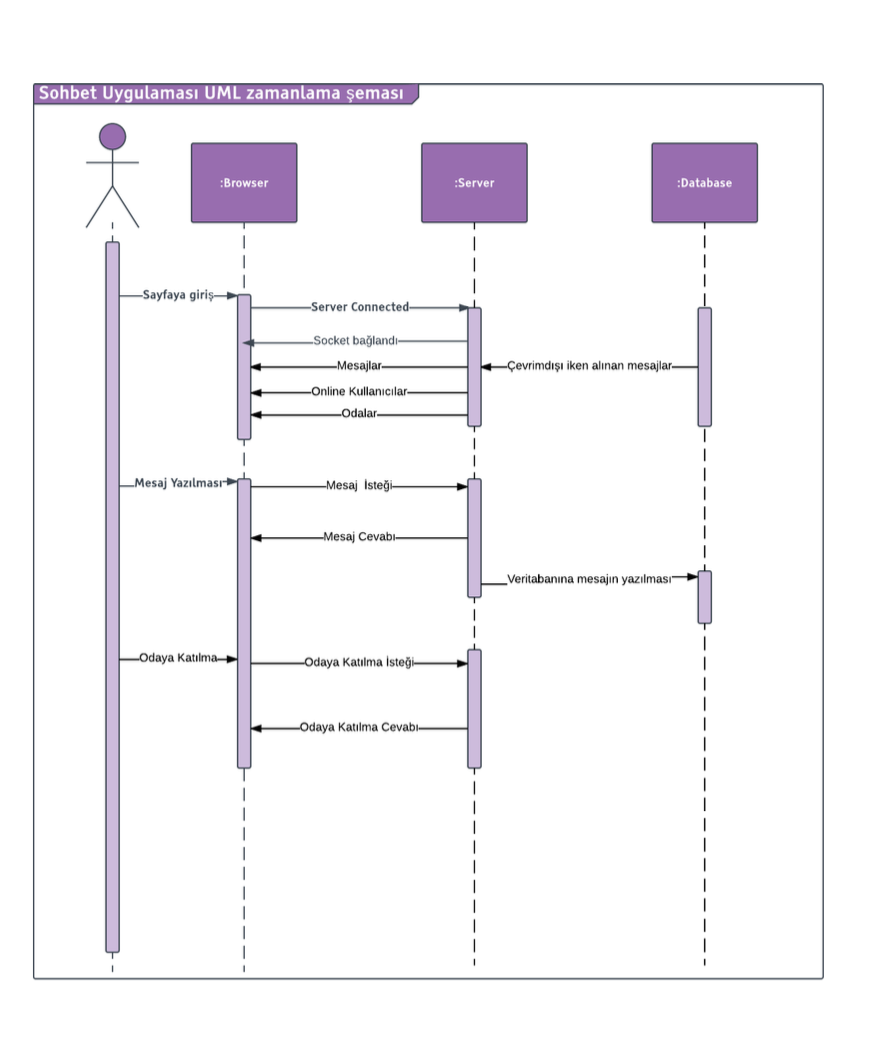 Sohbet Uygulaması UML zamanlama şeması
:Browser
:Server
:Database
Sayfaya giriş
Server Connected
Socket bağlandı
Mesajlar
Çevrimdışı iken alınan mesajlar
Online Kullanıcılar
Odalar
Mesaj Yazılması
Mesaj İsteği
Mesaj Cevabı
Veritabanına mesajın yazılması
Odaya Katılma
Odaya Katılma İsteği
Odaya Katılma Cevabı